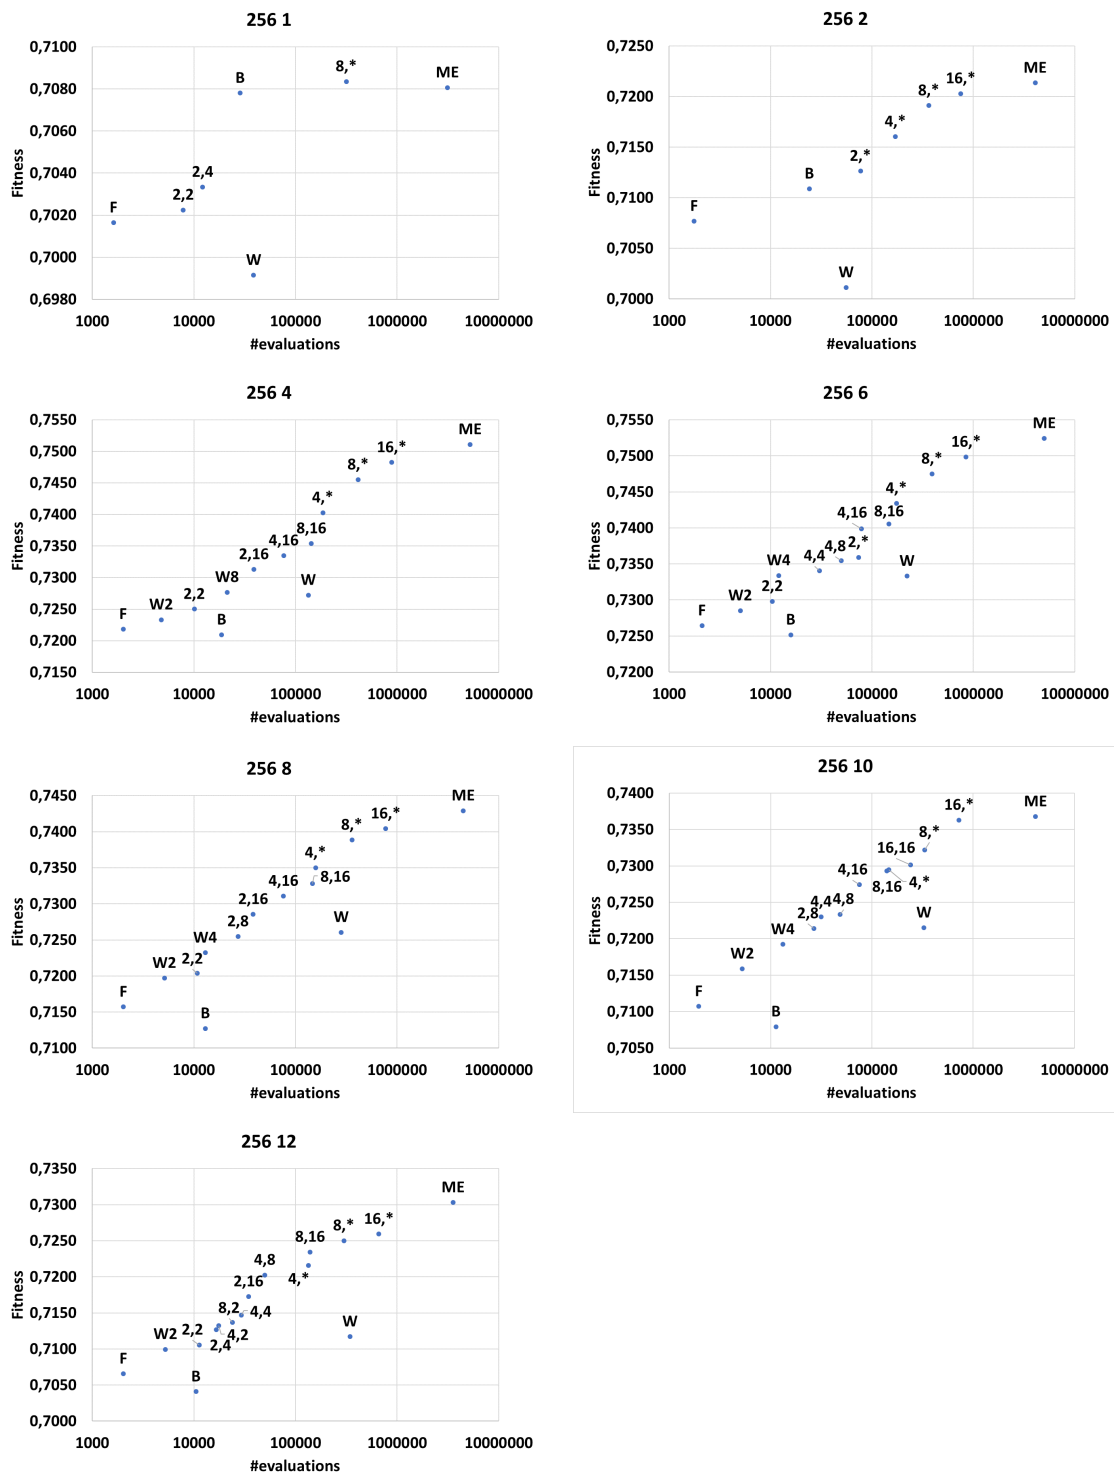 256 1
0,7100
0,7080
0,7060
0,7040
0,7020
0,7000
0,6980
Fitness
F
2,2
2,4
B
W
8,*
ME
1000 10000 100000 1000000 10000000
#evaluations
256 2
0,7250
0,7200
0,7150
0,7100
0,7050
0,7000
Fitness
F
B
W
2,*
4,*
8,*
16,*
ME
1000 10000 100000 1000000 10000000
#evaluations
256 4
0,7550
0,7500
0,7450
0,7400
0,7350
0,7300
0,7250
0,7200
0,7150
Fitness
F
W2
2,2
B
W8
2,16
4,16
W
8,16
4,*
8,*
16,*
ME
1000 10000 100000 1000000 10000000
#evaluations
256 6
0,7550
0,7500
0,7450
0,7400
0,7350
0,7300
0,7250
0,7200
Fitness
F
W2
2,2
W4
B
4,4
4,8
2,*
4,16
8,16
4,*
W
8,*
16,*
ME
1000 10000 100000 1000000 10000000
#evaluations
256 8
0,7450
0,7400
0,7350
0,7300
0,7250
0,7200
0,7150
0,7100
Fitness
F
W2
2,2
W4
B
2,8
2,16
4,16
8,16
4,*
W
8,*
16,*
ME
1000 10000 100000 1000000 10000000
#evaluations
256 10
0,7400
0,7350
0,7300
0,7250
0,7200
0,7150
0,7100
0,7050
Fitness
F
W2
B
W4
2,8
4,4
4,8
4,16
8,16
4,*
16,16
W
8,*
16,*
ME
1000 10000 100000 1000000 10000000
#evaluations
256 12
0,7350
0,7300
0,7250
0,7200
0,7150
0,7100
0,7050
0,7000
Fitness
F
W2
B
2,2
2,4
4,2
8,2
4,4
2,16
4,8
4,*
8,16
8,*
W
16,*
ME
1000 10000 100000 1000000 10000000
#evaluations